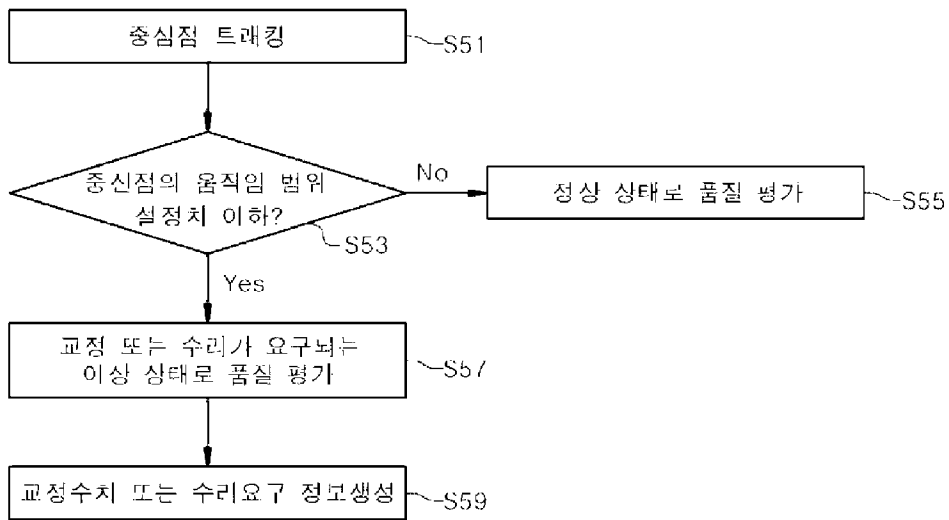 중심점 트래킹
S51
중심점의 움직임 범위
설정치 이하?
S53
No
정상 상태로 품질 평가
S55
Yes
교정 또는 수리가 요구되는
이상 상태로 품질 평가
S57
교정수치 또는 수리요구 정보생성
S59